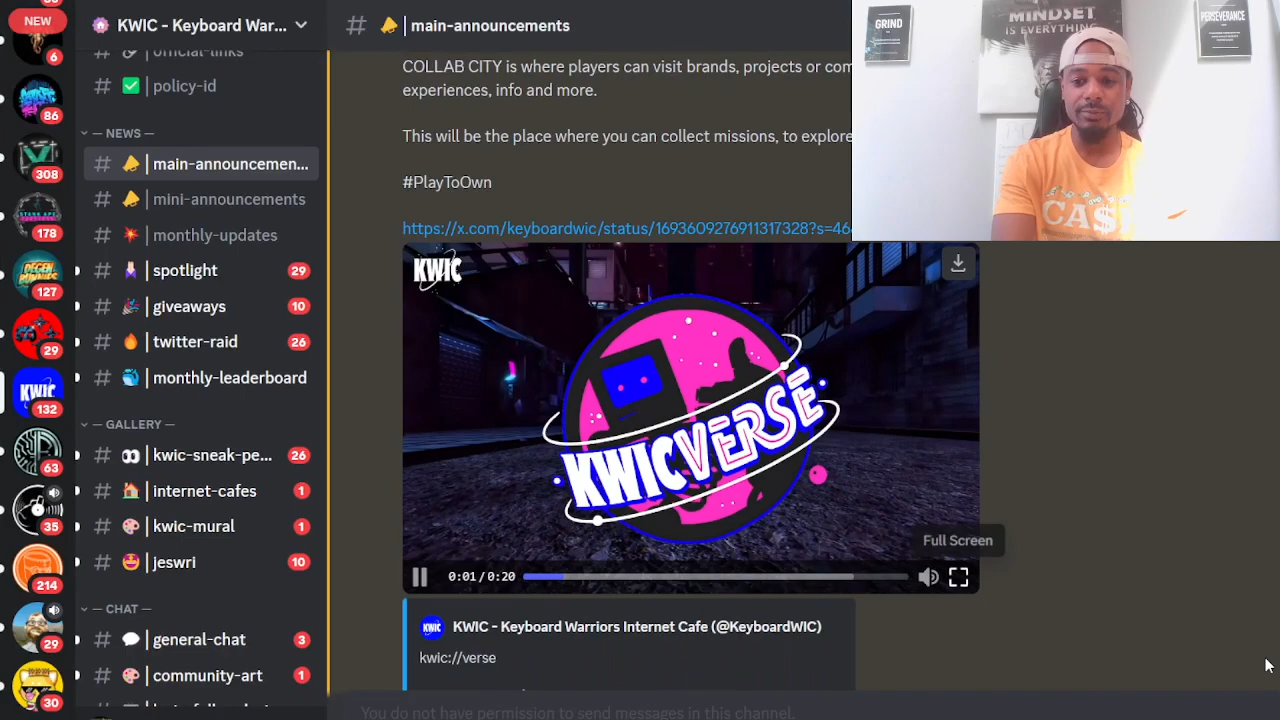 NEW
6
86
308
178
127
29
132
63
35
214
29
30
KWIC
KWIC - Keyboard War...
official-links
policy-id
— NEWS —
main-announcemen...
mini-announcements
monthly-updates
spotlight 29
giveaways 10
twitter-raid 26
monthly-leaderboard
— GALLERY —
kwic-sneak-pe... 26
internet-cafes 1
kwic-mural 1
jeswri 10
— CHAT —
general-chat 3
community-art 1
main-announcements
COLLAB CITY is where players can visit brands, projects or com
experiences, info and more.
This will be the place where you can collect missions, to explore
#PlayToOwn
https://x.com/keyboardwic/status/1693609276911317328?s=46
KWIC
KWICVERSE
Full Screen
0:01 / 0:20
KWIC
KWIC - Keyboard Warriors Internet Cafe (@KeyboardWIC)
kwic://verse
You do not have permission to send messages in this channel.
GRIND
MINDSET
IS EVERYTHING
PERSEVERANCE
CA$